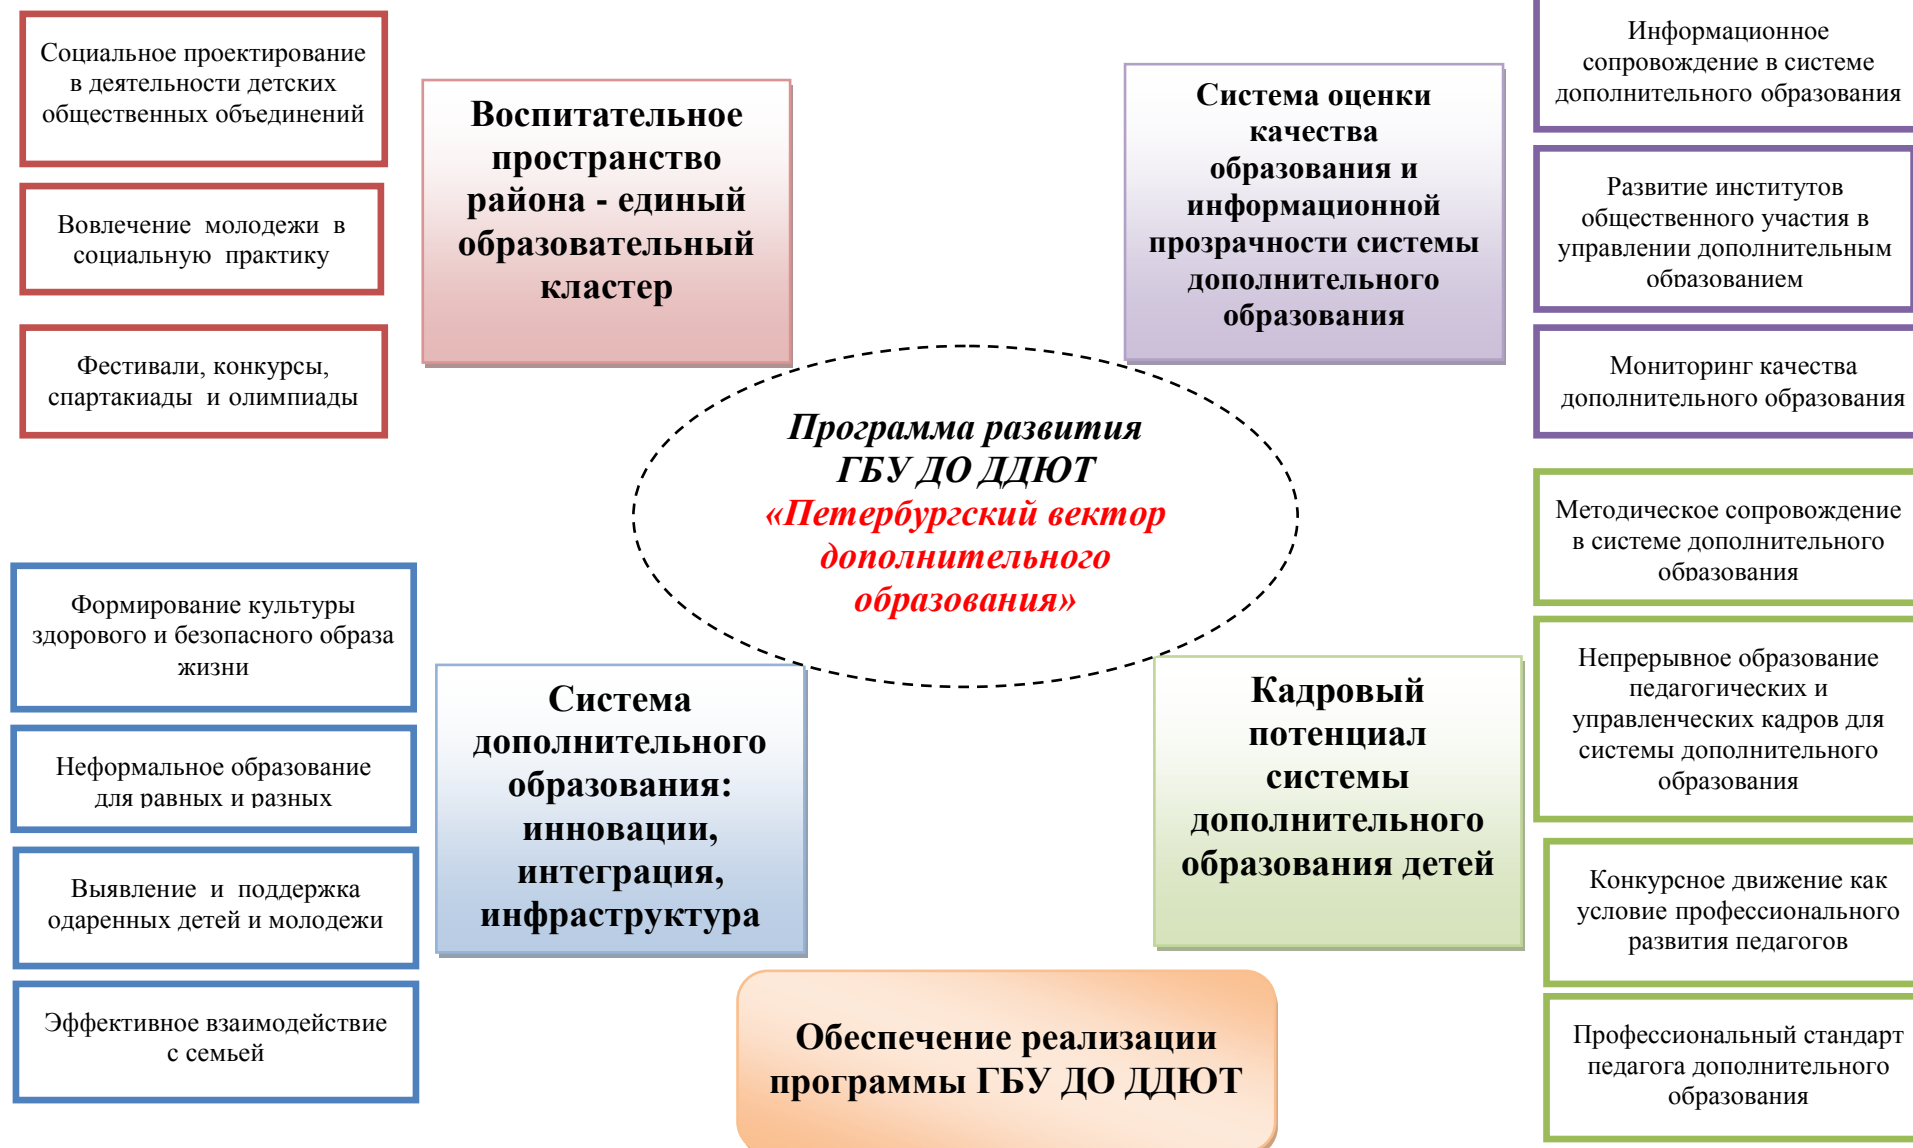 Социальное проектирование
в деятельности детских
общественных объединений
Вовлечение молодежи в
социальную практику
Фестивали, конкурсы,
спартакиады и олимпиады
Воспитательное
пространство
района - единый
образовательный
кластер
Система оценки
качества
образования и
информационной
прозрачности системы
дополнительного
образования
Информационное
сопровождение в системе
дополнительного образования
Развитие институтов
общественного участия в
управлении дополнительным
образованием
Мониторинг качества
дополнительного образования
Программа развития
ГБУ ДО ДДЮТ
«Петербургский вектор
дополнительного
образования»
Формирование культуры
здорового и безопасного образа
жизни
Неформальное образование
для равных и разных
Выявление и поддержка
одаренных детей и молодежи
Эффективное взаимодействие
с семьей
Система
дополнительного
образования:
инновации,
интеграция,
инфраструктура
Кадровый
потенциал
системы
дополнительного
образования детей
Методическое сопровождение
в системе дополнительного
образования
Непрерывное образование
педагогических и
управленческих кадров для
системы дополнительного
образования
Конкурсное движение как
условие профессионального
развития педагогов
Профессиональный стандарт
педагога дополнительного
образования
Обеспечение реализации
программы ГБУ ДО ДДЮТ